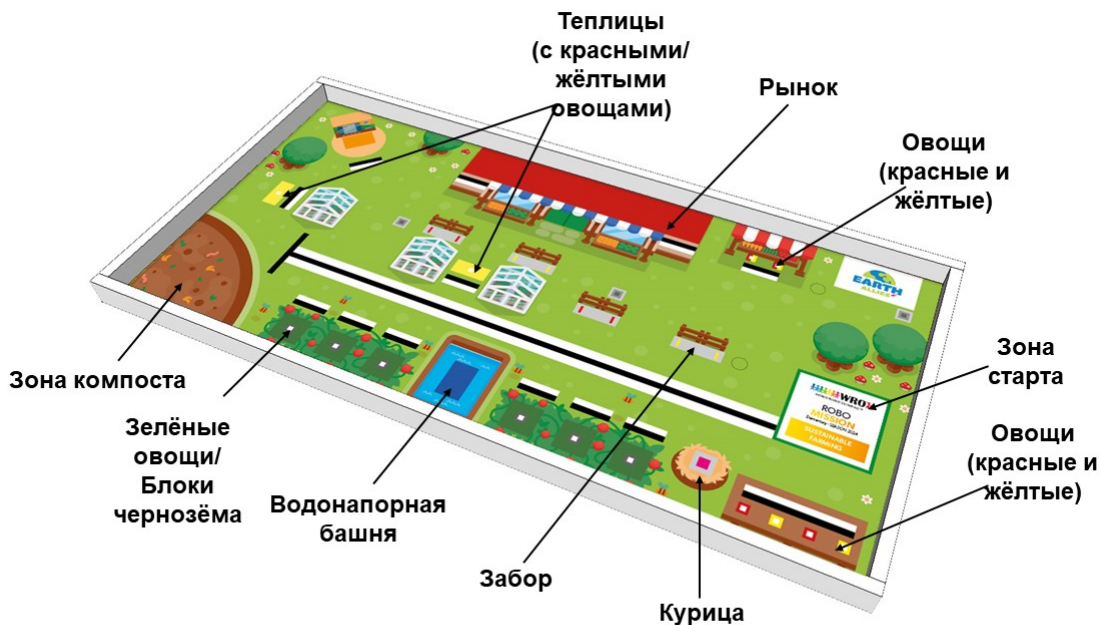 Теплицы
(с красными/
жёлтыми
овощами)
Рынок
Овощи
(красные и
жёлтые)
EARTH
ALLIES
Зона
старта
WRO
ROBO
MISSION
SUSTAINABLE
FARMING
Овощи
(красные и
жёлтые)
Зона компоста
Зелёные
овощи/
Блоки
чернозёма
Водонапорная
башня
Забор
Курица